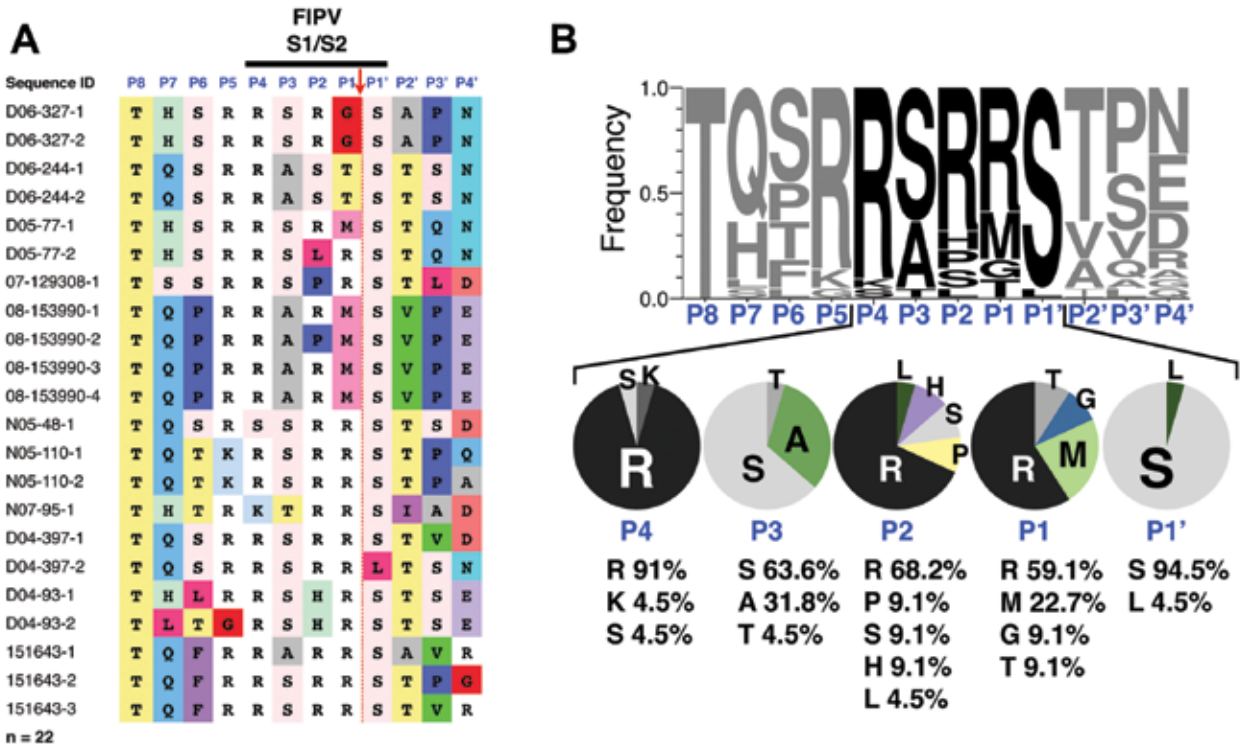 A
FIPV
S1/S2
Sequence ID P8 P7 P6 P5 P4 P3 P2 P1 P1' P2' P3' P4'
D06-327-1 T H S R R S R G S A P N
D06-327-2 T H S R R S R G S A P N
D06-244-1 T Q S R R A S T S T S N
D06-244-2 T Q S R R A S T S T S N
D05-77-1 T H S R R S R M S T Q N
D05-77-2 T H S R R S L R S T Q N
07-129308-1 T S S R R S P R S T L D
08-153990-1 T Q P R R A R M S V P E
08-153990-2 T Q P R R A P M S V P E
08-153990-3 T Q P R R A R M S V P E
08-153990-4 T Q P R R A R M S V P E
N05-48-1 T Q S R S S R R S T S D
N05-110-1 T Q T K R S R R S T P Q
N05-110-2 T Q T K R S R R S T P A
N07-95-1 T H T R K T R R S I A D
D04-397-1 T Q S R R S R R S T V D
D04-397-2 T Q S R R S R R L T S N
D04-93-1 T H L R R S H R S T S E
D04-93-2 T L T G R S H R S T S E
151643-1 T Q F R R A R R S A V R
151643-2 T Q F R R S R R S T P G
151643-3 T Q F R R S R R S T V R
n = 22
B
Frequency
1.0
0.5
0.0
T Q S R R S R R S T P N
H P K A H M V S E
T P G A V D
F S T Q R
P8 P7 P6 P5 P4 P3 P2 P1 P1' P2' P3' P4'
S K T L H S P T G L
R S A R R M S
P4 P3 P2 P1 P1'
R 91% S 63.6% R 68.2% R 59.1% S 94.5%
K 4.5% A 31.8% P 9.1% M 22.7% L 4.5%
S 4.5% T 4.5% S 9.1% G 9.1%
H 9.1% T 9.1%
L 4.5%